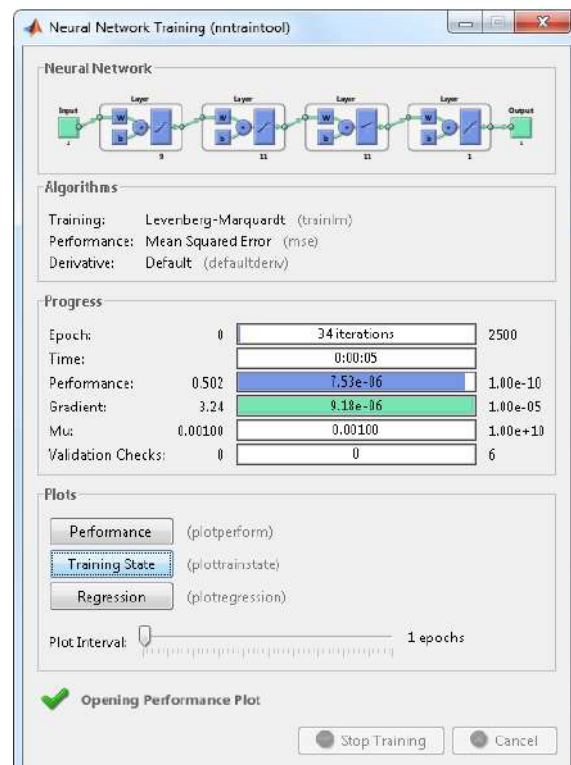 Neural Network Training (nntraintool)
Neural Network
Input Layer Layer Layer Layer Output
W W W W
b b b b
9 11 11 1
Algorithms
Training: Levenberg-Marquardt (trainlm)
Performance: Mean Squared Error (mse)
Derivative: Default (defaultderiv)
Progress
Epoch: 0 34 iterations 2500
Time: 0:00:05
Performance: 0.502 7.53e-06 1.00e-10
Gradient: 3.24 9.18e-06 1.00e-05
Mu: 0.00100 0.00100 1.00e+10
Validation Checks: 0 0 6
Plots
Performance (plotperform)
Training State (plottrainstate)
Regression (plotregression)
Plot Interval: 1 epochs
Opening Performance Plot
Stop Training Cancel